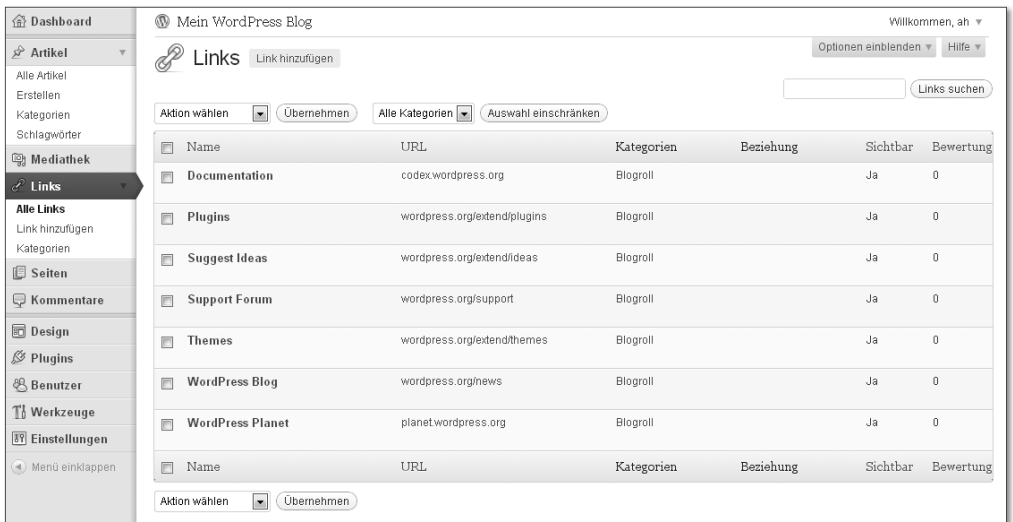 Dashboard
Artikel
Alle Artikel
Erstellen
Kategorien
Schlagwörter
Mediathek
Links
Alle Links
Link hinzufügen
Kategorien
Seiten
Kommentare
Design
Plugins
Benutzer
Werkzeuge
Einstellungen
Menü einklappen
Mein WordPress Blog
Willkommen, ah
Optionen einblenden Hilfe
Links Link hinzufügen
Links suchen
Aktion wählen Übernehmen Alle Kategorien Auswahl einschränken
Name URL Kategorien Beziehung Sichtbar Bewertung
Documentation codex.wordpress.org Blogroll Ja 0
Plugins wordpress.org/extend/plugins Blogroll Ja 0
Suggest Ideas wordpress.org/extend/ideas Blogroll Ja 0
Support Forum wordpress.org/support Blogroll Ja 0
Themes wordpress.org/extend/themes Blogroll Ja 0
WordPress Blog wordpress.org/news Blogroll Ja 0
WordPress Planet planet.wordpress.org Blogroll Ja 0
Name URL Kategorien Beziehung Sichtbar Bewertung
Aktion wählen Übernehmen